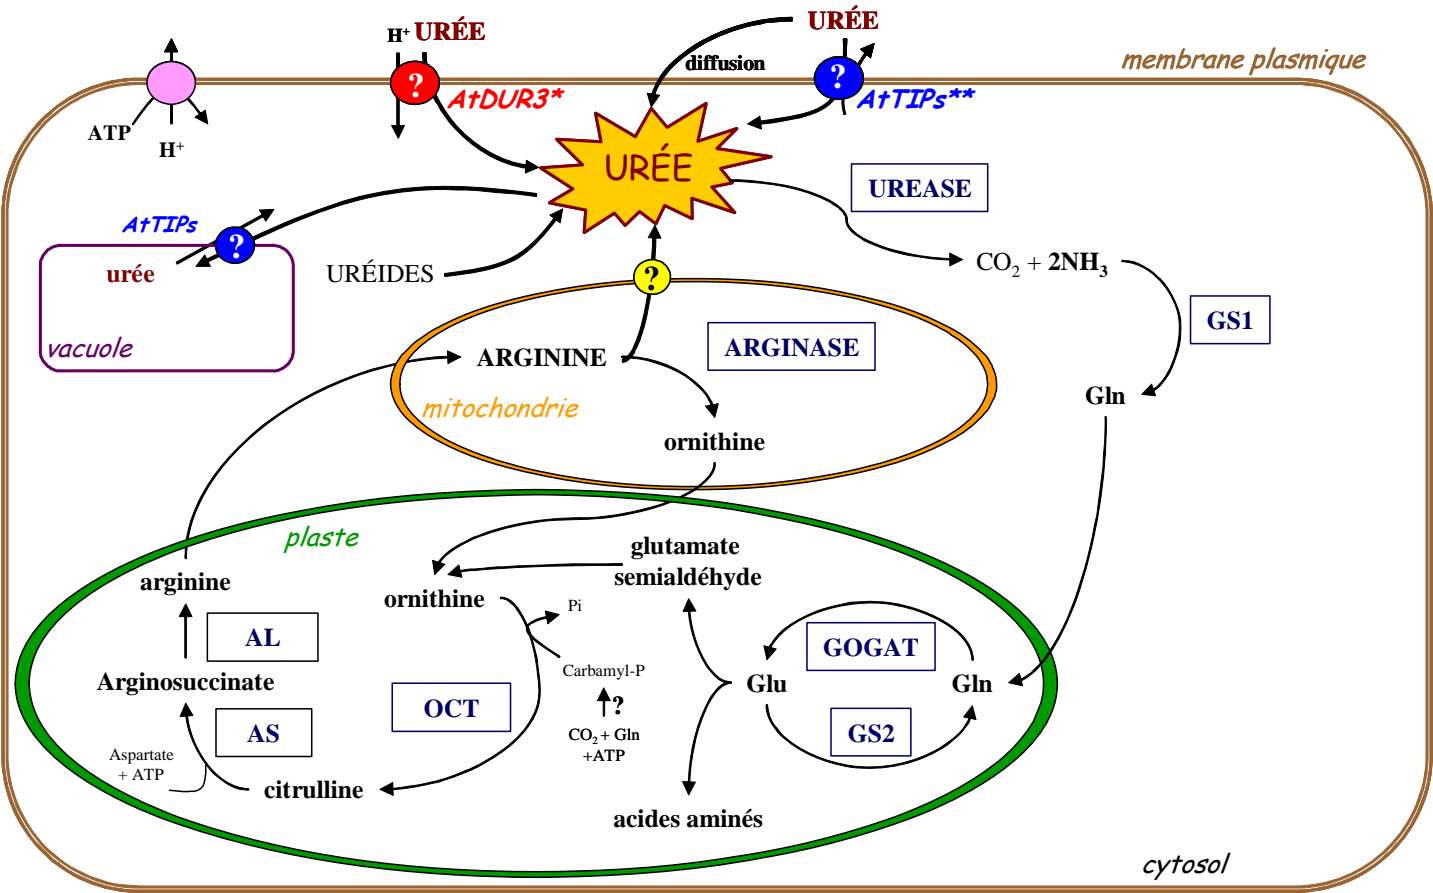 H⁺ URÉE
URÉE
diffusion
membrane plasmique
?
AtDUR3*
?
AtTIPs**
ATP
H⁺
URÉE
UREASE
AtTIPs
?
urée
vacuole
URÉIDES
?
CO₂ + 2NH₃
GS1
ARGININE
ARGINASE
mitochondrie
ornithine
Gln
plaste
glutamate
semialdéhyde
arginine
ornithine
Pi
AL
GOGAT
Carbamyl-P
Arginosuccinate
OCT
?
Glu
Gln
AS
CO₂ + Gln
+ATP
GS2
Aspartate
+ ATP
citrulline
acides aminés
cytosol